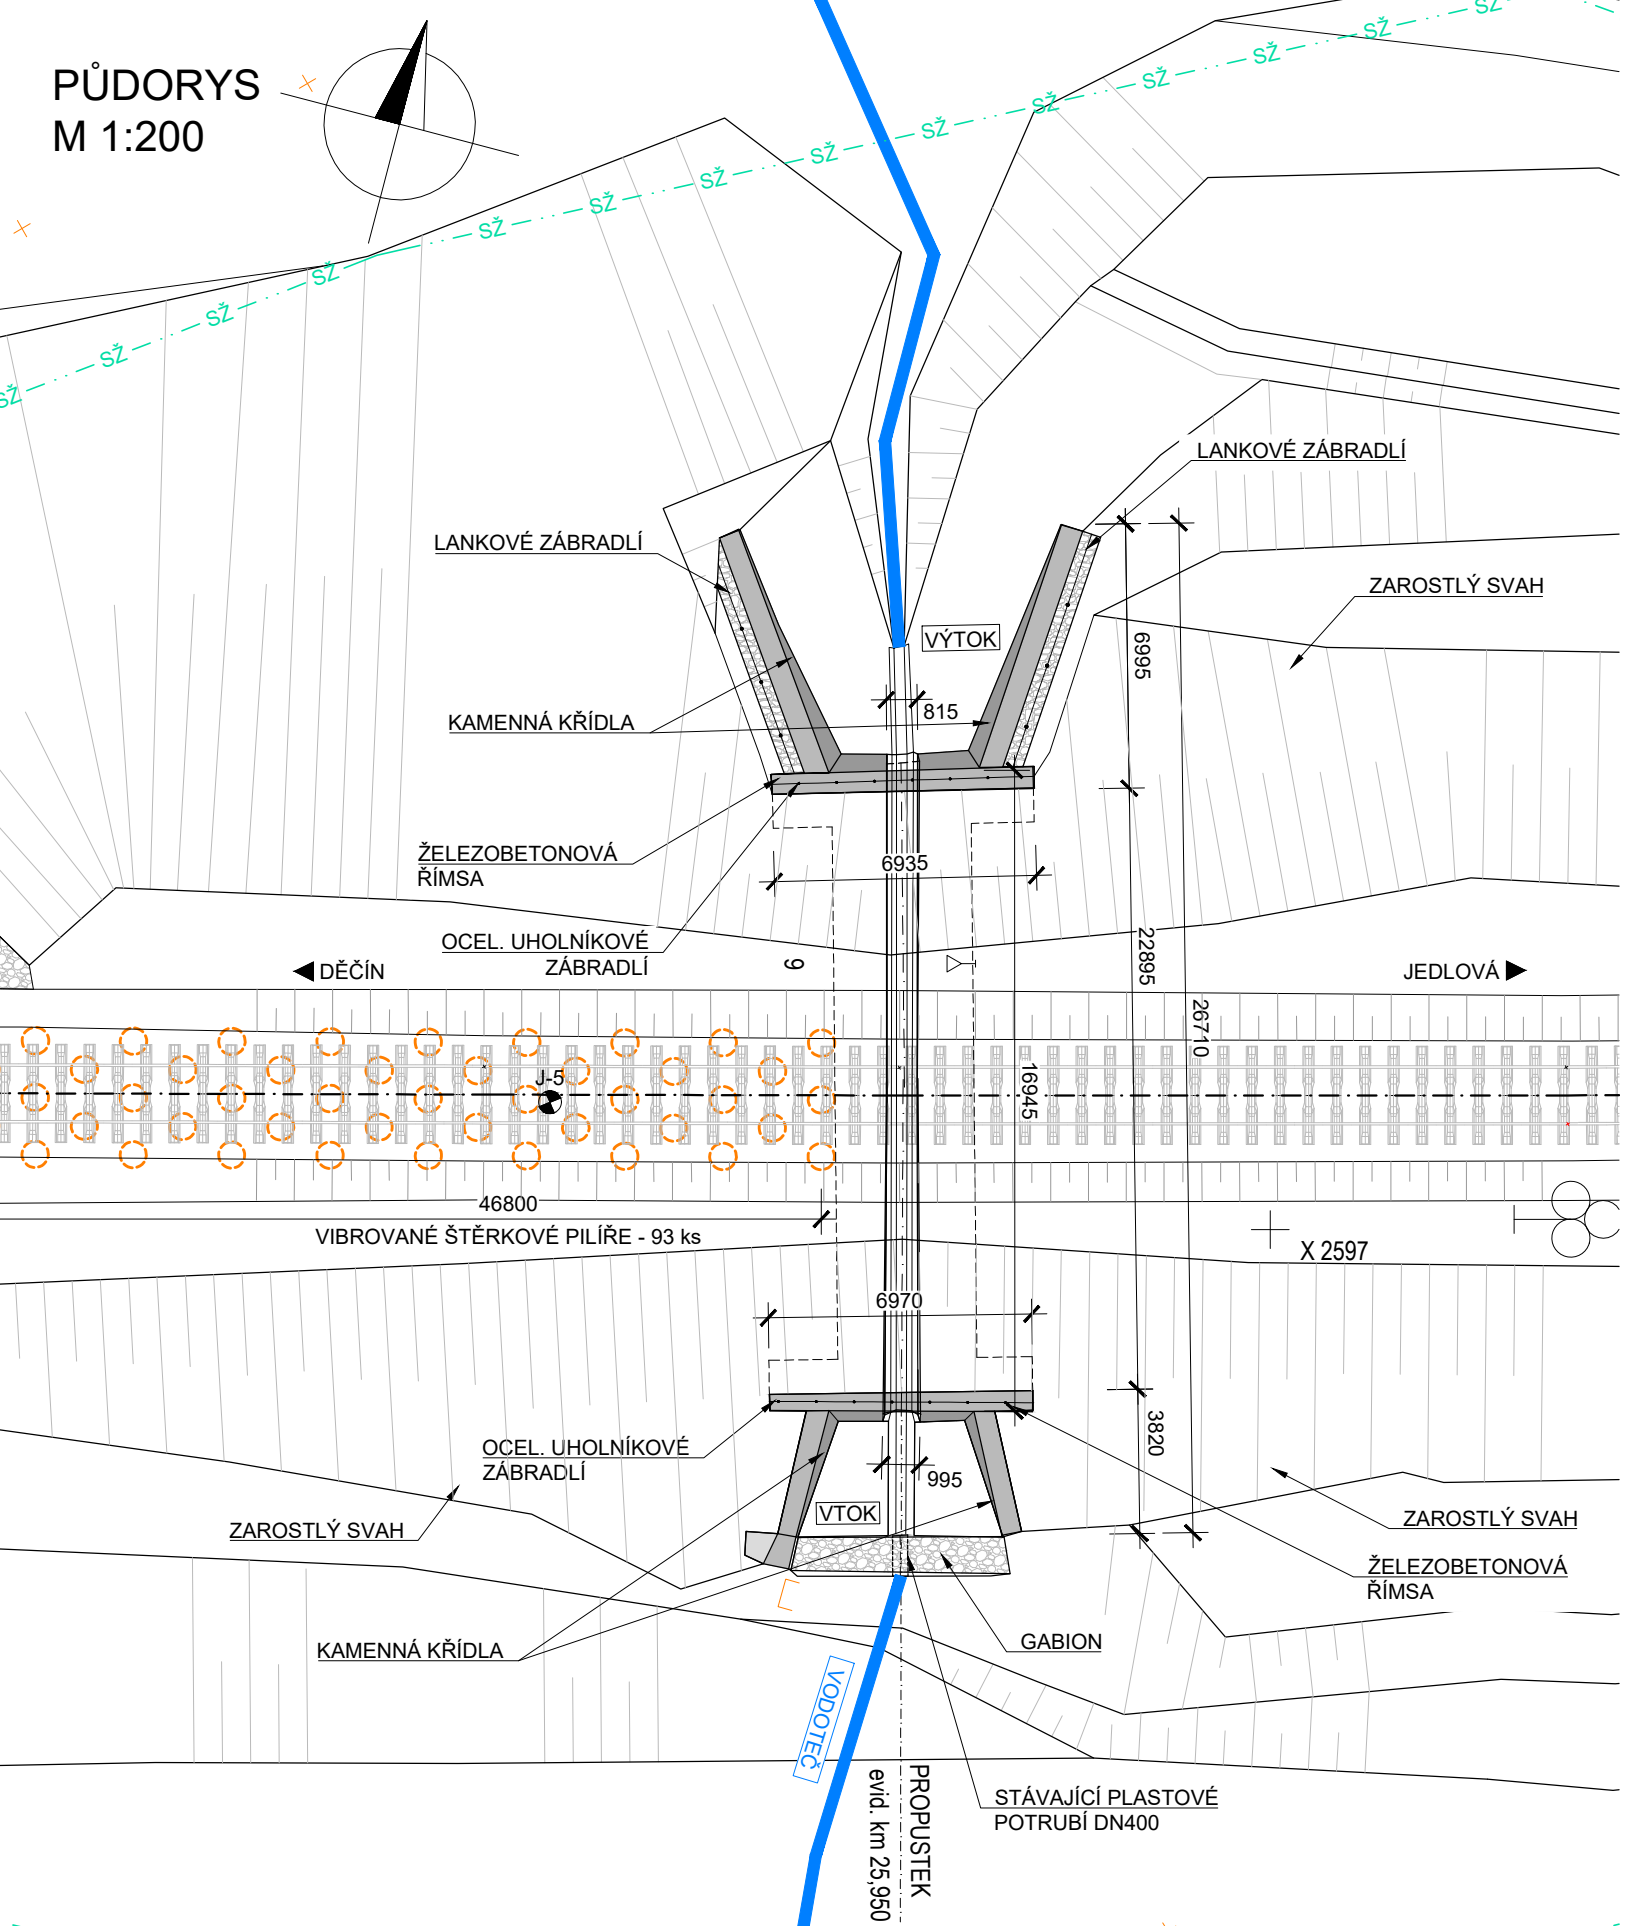 PŮDORYS
M 1:200
SŽ
SŽ
SŽ
SŽ
SŽ
SŽ
SŽ
SŽ
SŽ
SŽ
SŽ
SŽ
SŽ
SŽ
LANKOVÉ ZÁBRADLÍ
LANKOVÉ ZÁBRADLÍ
ZAROSTLÝ SVAH
VÝTOK
6995
815
KAMENNÁ KŘÍDLA
ŽELEZOBETONOVÁ
ŘÍMSA
6935
OCEL. UHOLNÍKOVÉ
ZÁBRADLÍ
9
22895
DĚČÍN
JEDLOVÁ
26710
16945
J-5
46800
VIBROVANÉ ŠTĚRKOVÉ PILÍŘE - 93 ks
X 2597
6970
3820
OCEL. UHOLNÍKOVÉ
ZÁBRADLÍ
995
VTOK
ZAROSTLÝ SVAH
ZAROSTLÝ SVAH
ŽELEZOBETONOVÁ
ŘÍMSA
KAMENNÁ KŘÍDLA
GABION
VODOTEČ
STÁVAJÍCÍ PLASTOVÉ
POTRUBÍ DN400
PROPUSTEK
evid. km 25,950